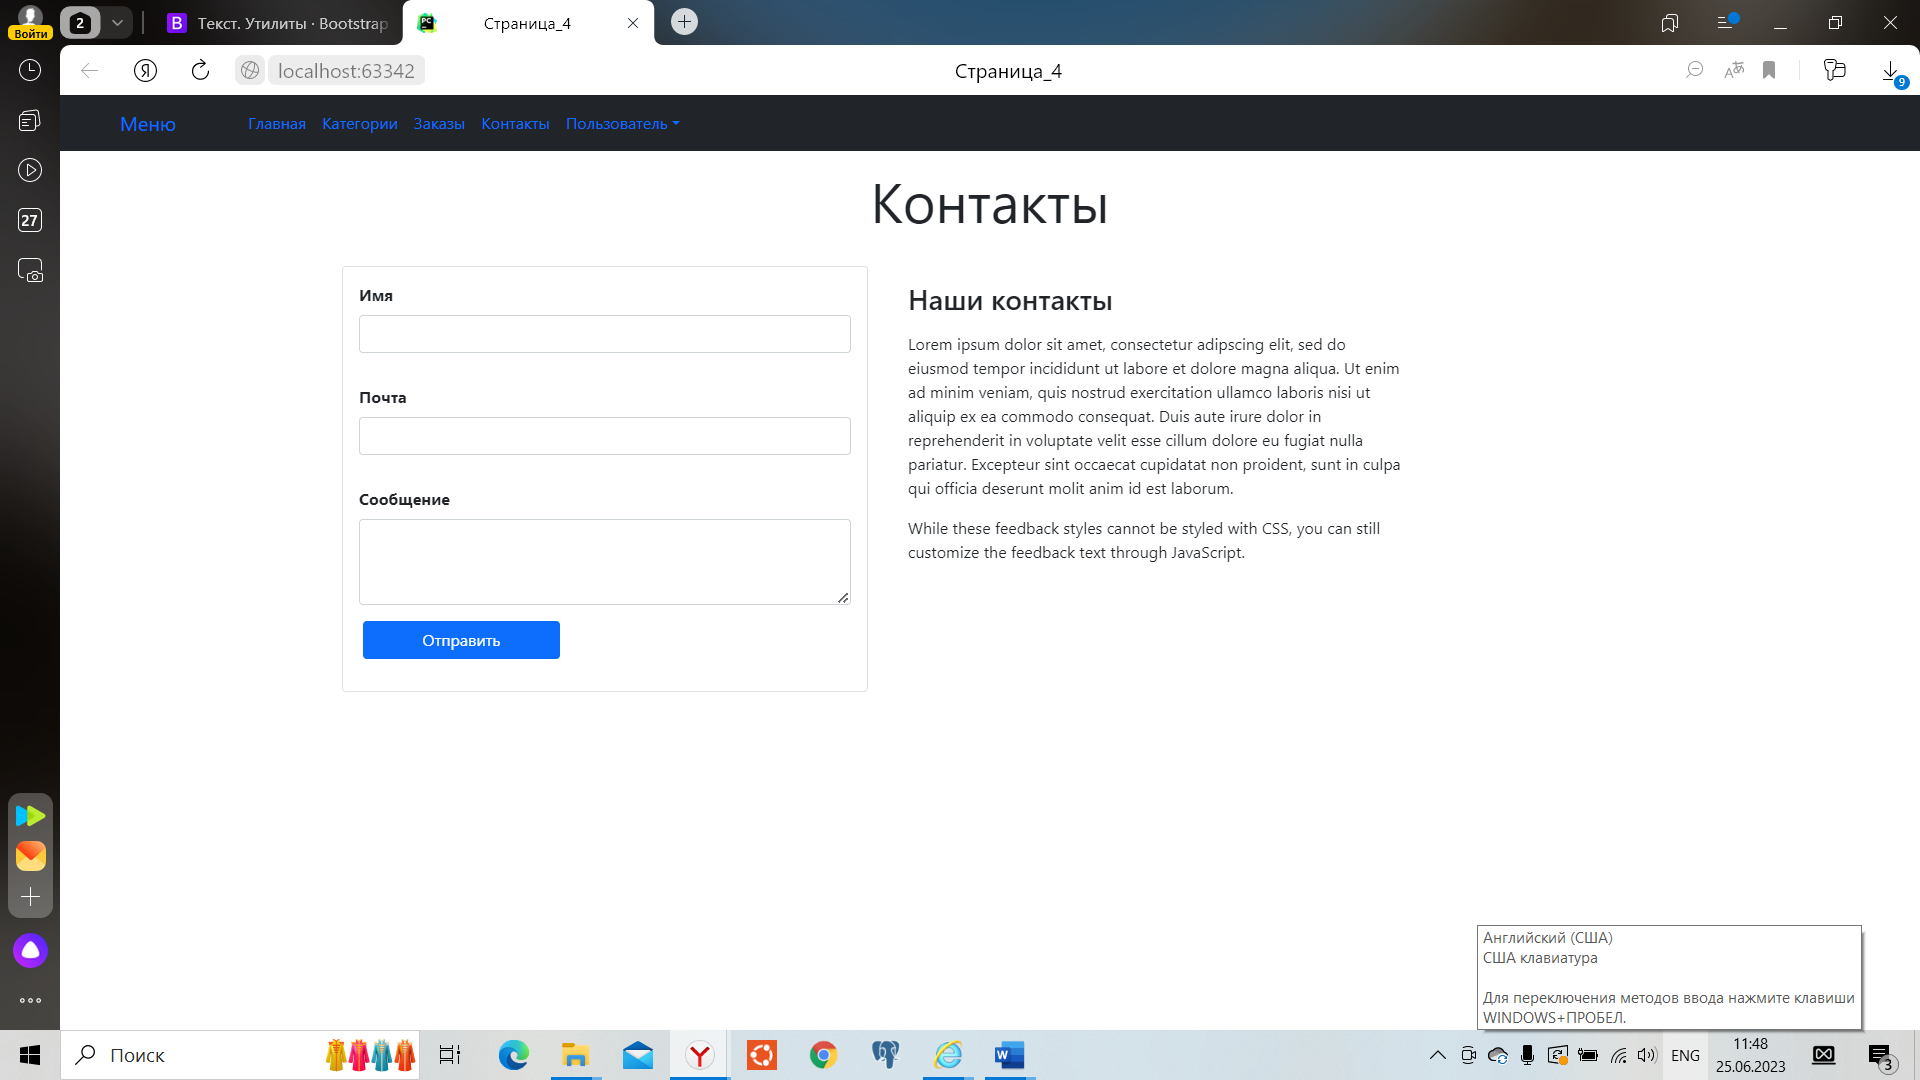 2
Текст. Утилиты · Bootstrap
PC
Страница_4
Войти
localhost:63342
Страница_4
9
27
Меню
Главная
Категории
Заказы
Контакты
Пользователь
Контакты
Имя
Почта
Сообщение
Отправить
Наши контакты
Lorem ipsum dolor sit amet, consectetur adipscing elit, sed do
eiusmod tempor incididunt ut labore et dolore magna aliqua. Ut enim
ad minim veniam, quis nostrud exercitation ullamco laboris nisi ut
aliquip ex ea commodo consequat. Duis aute irure dolor in
reprehenderit in voluptate velit esse cillum dolore eu fugiat nulla
pariatur. Excepteur sint occaecat cupidatat non proident, sunt in culpa
qui officia deserunt molit anim id est laborum.
While these feedback styles cannot be styled with CSS, you can still
customize the feedback text through JavaScript.
Английский (США)
США клавиатура
Для переключения методов ввода нажмите клавиши
WINDOWS+ПРОБЕЛ.
Поиск
ENG
11:48
25.06.2023
3